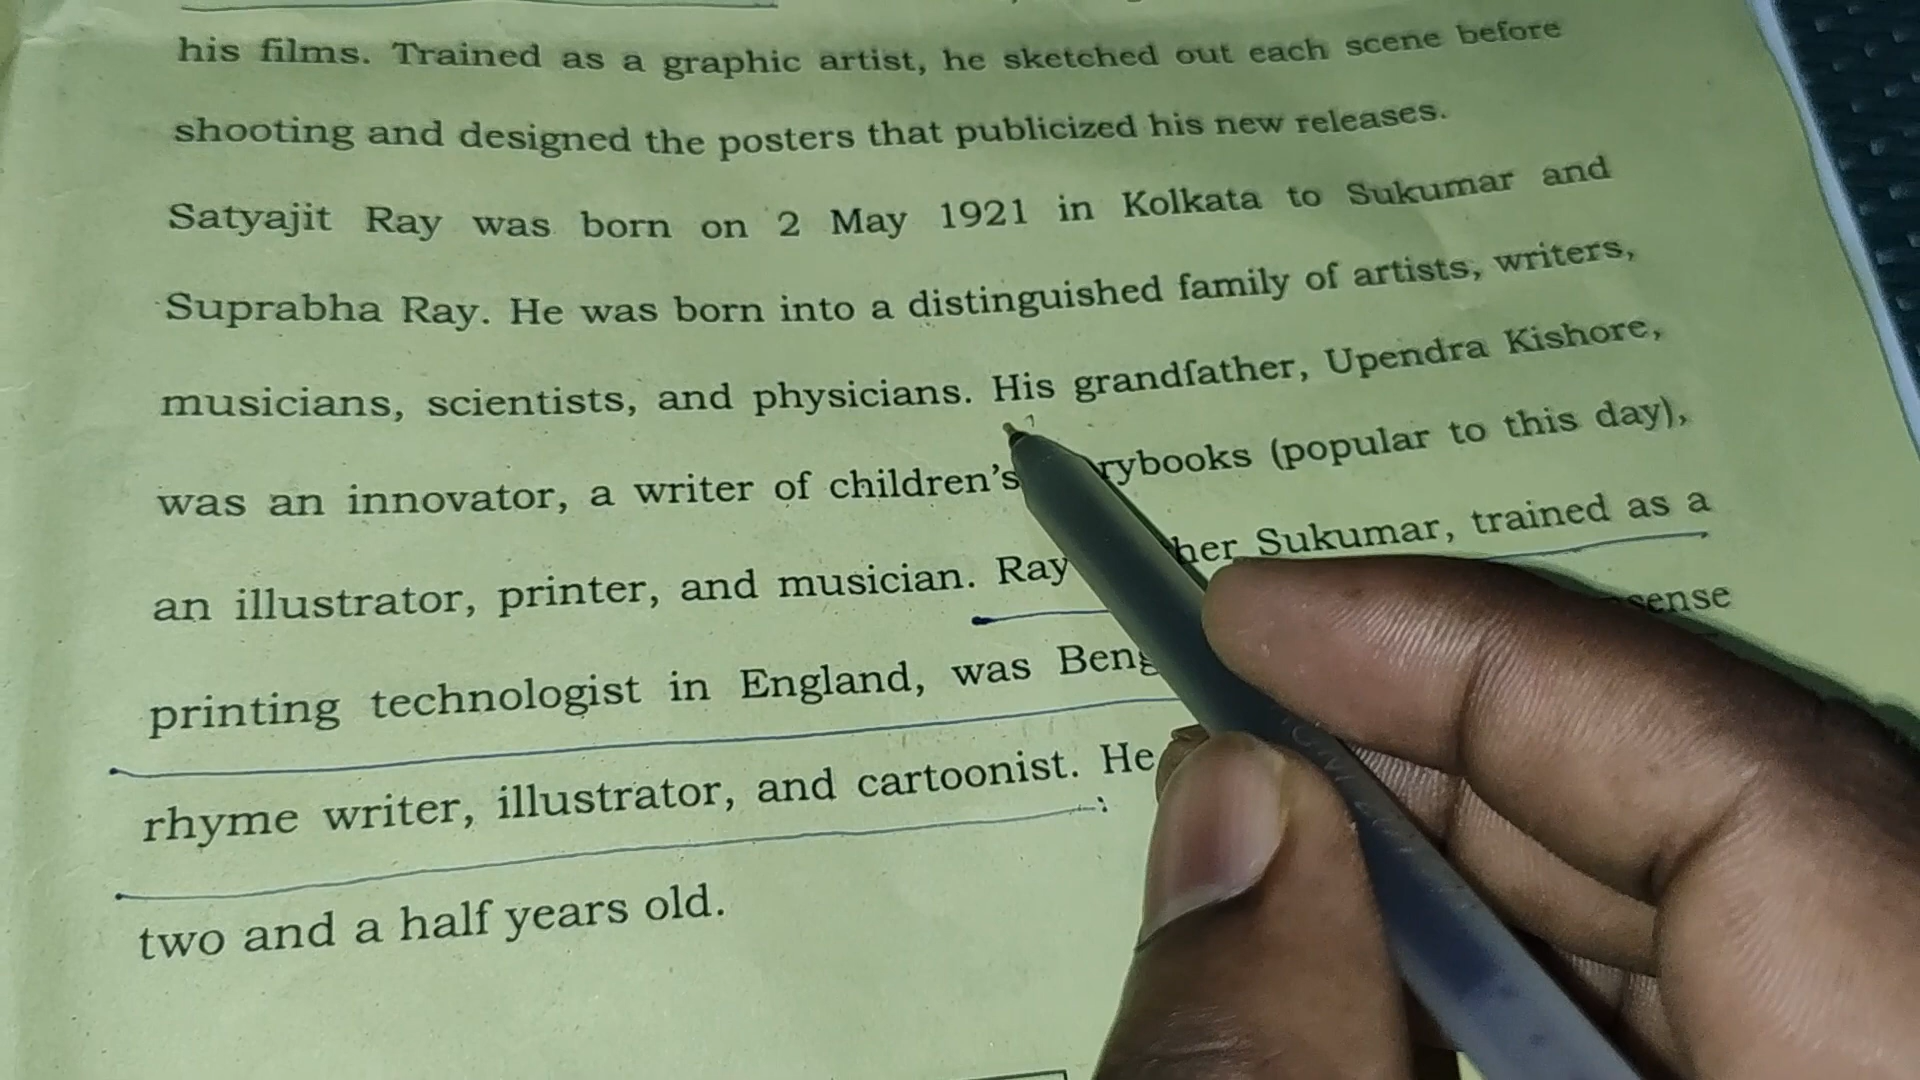 his films. Trained as a graphic artist, he sketched out each scene before
shooting and designed the posters that publicized his new releases.
Satyajit Ray was born on 2 May 1921 in Kolkata to Sukumar and
Suprabha Ray. He was born into a distinguished family of artists, writers,
musicians, scientists, and physicians. His grandfather, Upendra Kishore,
was an innovator, a writer of children's rybooks (popular to this day),
an illustrator, printer, and musician. Ray her Sukumar, trained as a
printing technologist in England, was Beng sense
rhyme writer, illustrator, and cartoonist. He
two and a half years old.